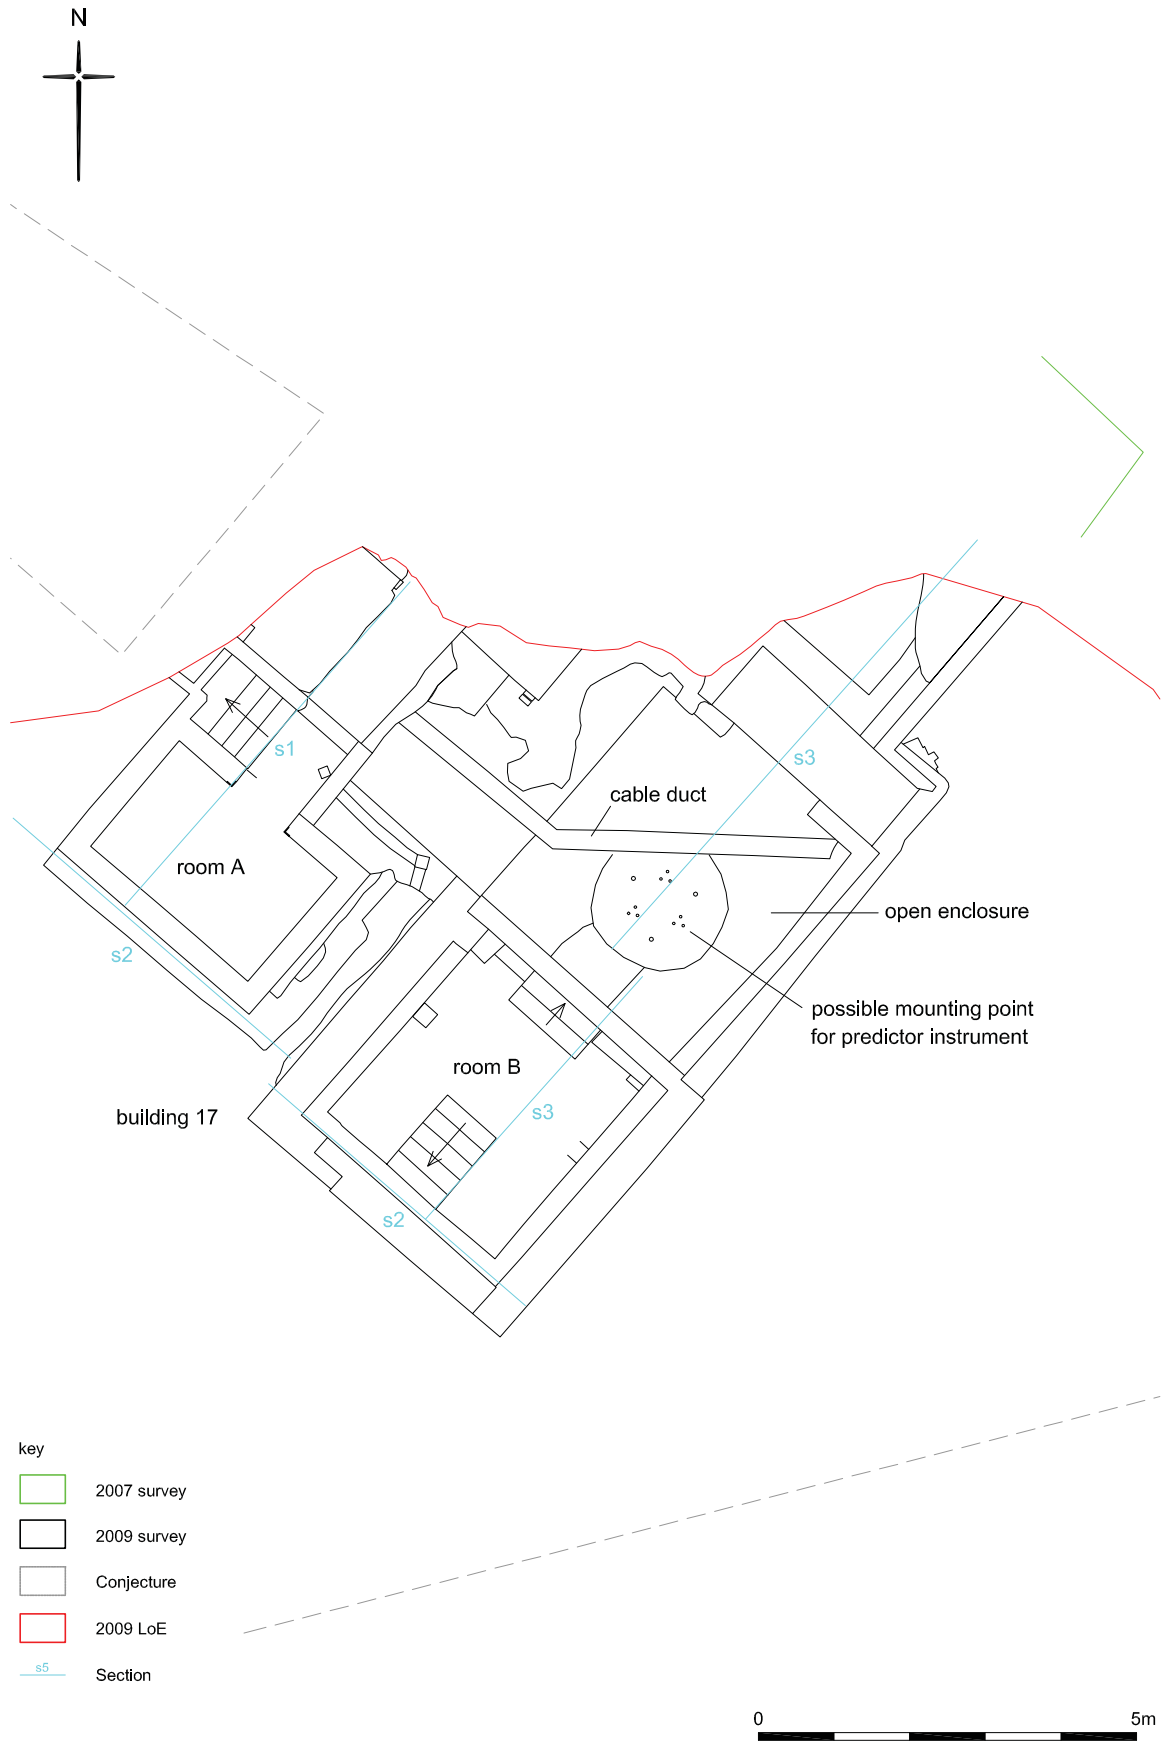 N
s1
s3
cable duct
room A
open enclosure
s2
possible mounting point
for predictor instrument
room B
s3
building 17
s2
key
2007 survey
2009 survey
Conjecture
2009 LoE
s5
Section
0
5m